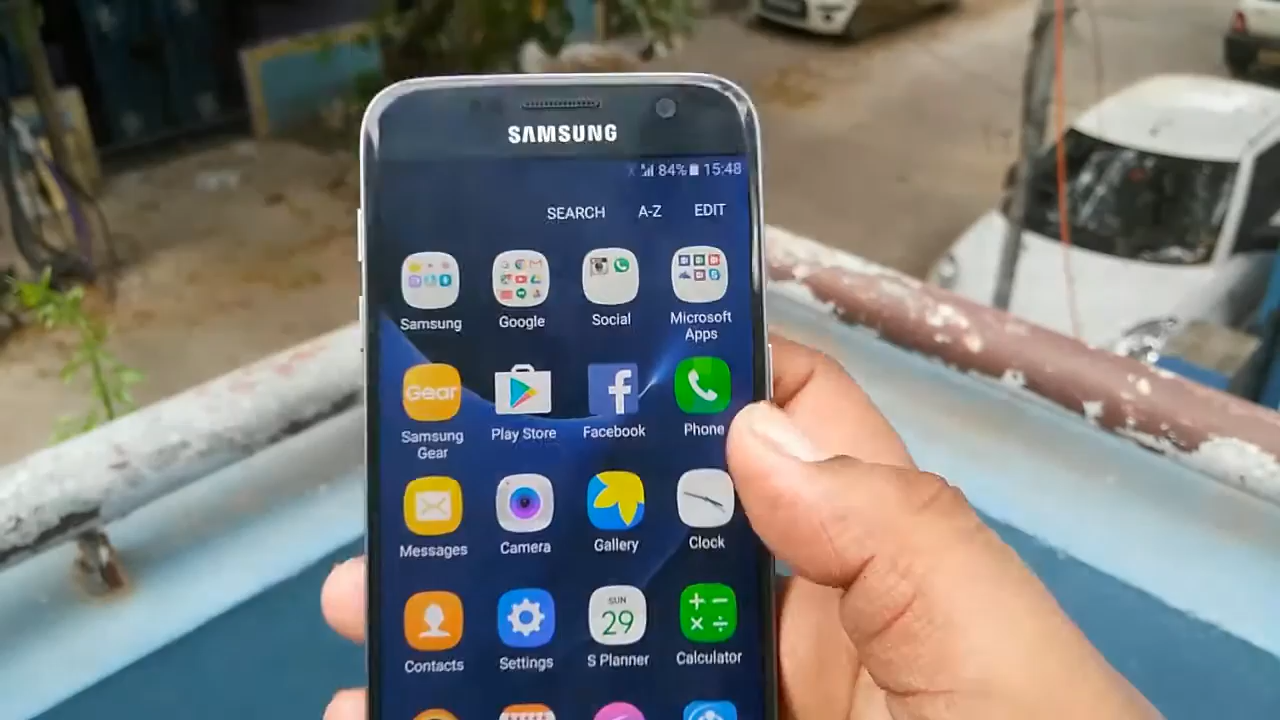 SAMSUNG
84% 15:48
SEARCH A-Z EDIT
Samsung Google Social Microsoft Apps
Gear
Samsung Gear Play Store Facebook Phone
Messages Camera Gallery Clock
SUN
29
Contacts Settings S Planner Calculator